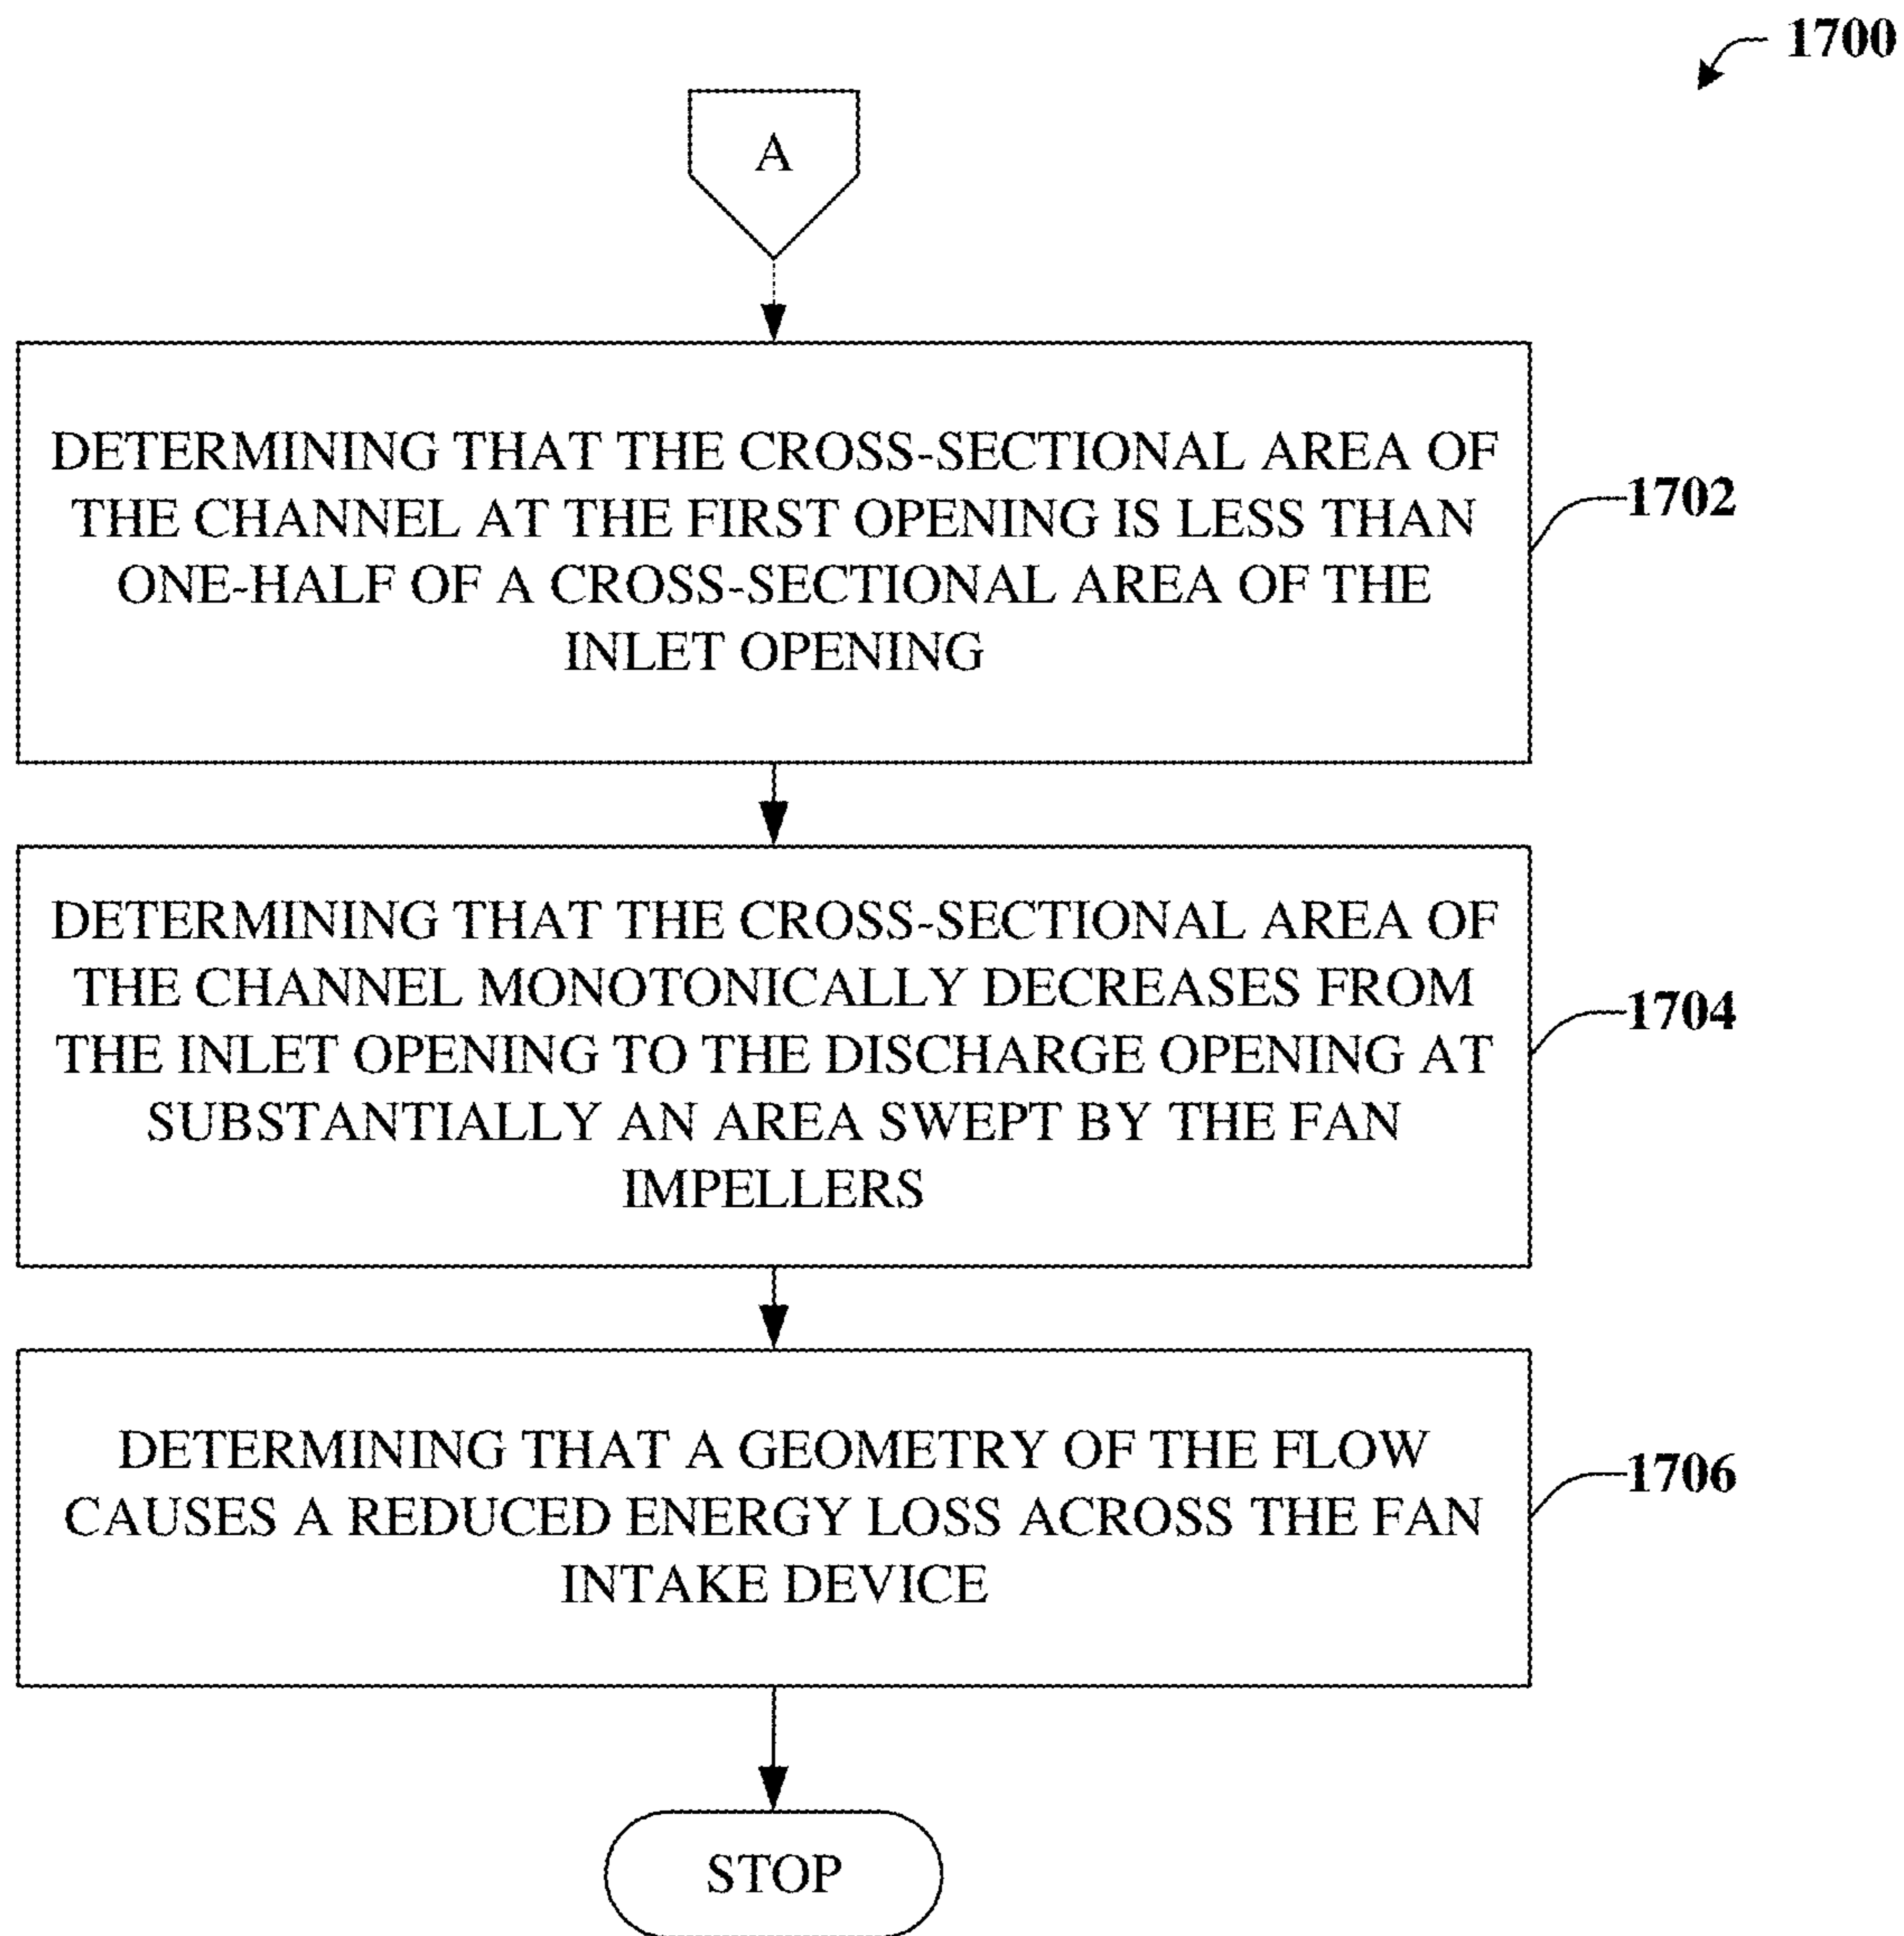 1700
A
DETERMINING THAT THE CROSS-SECTIONAL AREA OF
THE CHANNEL AT THE FIRST OPENING IS LESS THAN
ONE-HALF OF A CROSS-SECTIONAL AREA OF THE
INLET OPENING
1702
DETERMINING THAT THE CROSS-SECTIONAL AREA OF
THE CHANNEL MONOTONICALLY DECREASES FROM
THE INLET OPENING TO THE DISCHARGE OPENING AT
SUBSTANTIALLY AN AREA SWEPT BY THE FAN
IMPELLERS
1704
DETERMINING THAT A GEOMETRY OF THE FLOW
CAUSES A REDUCED ENERGY LOSS ACROSS THE FAN
INTAKE DEVICE
1706
STOP